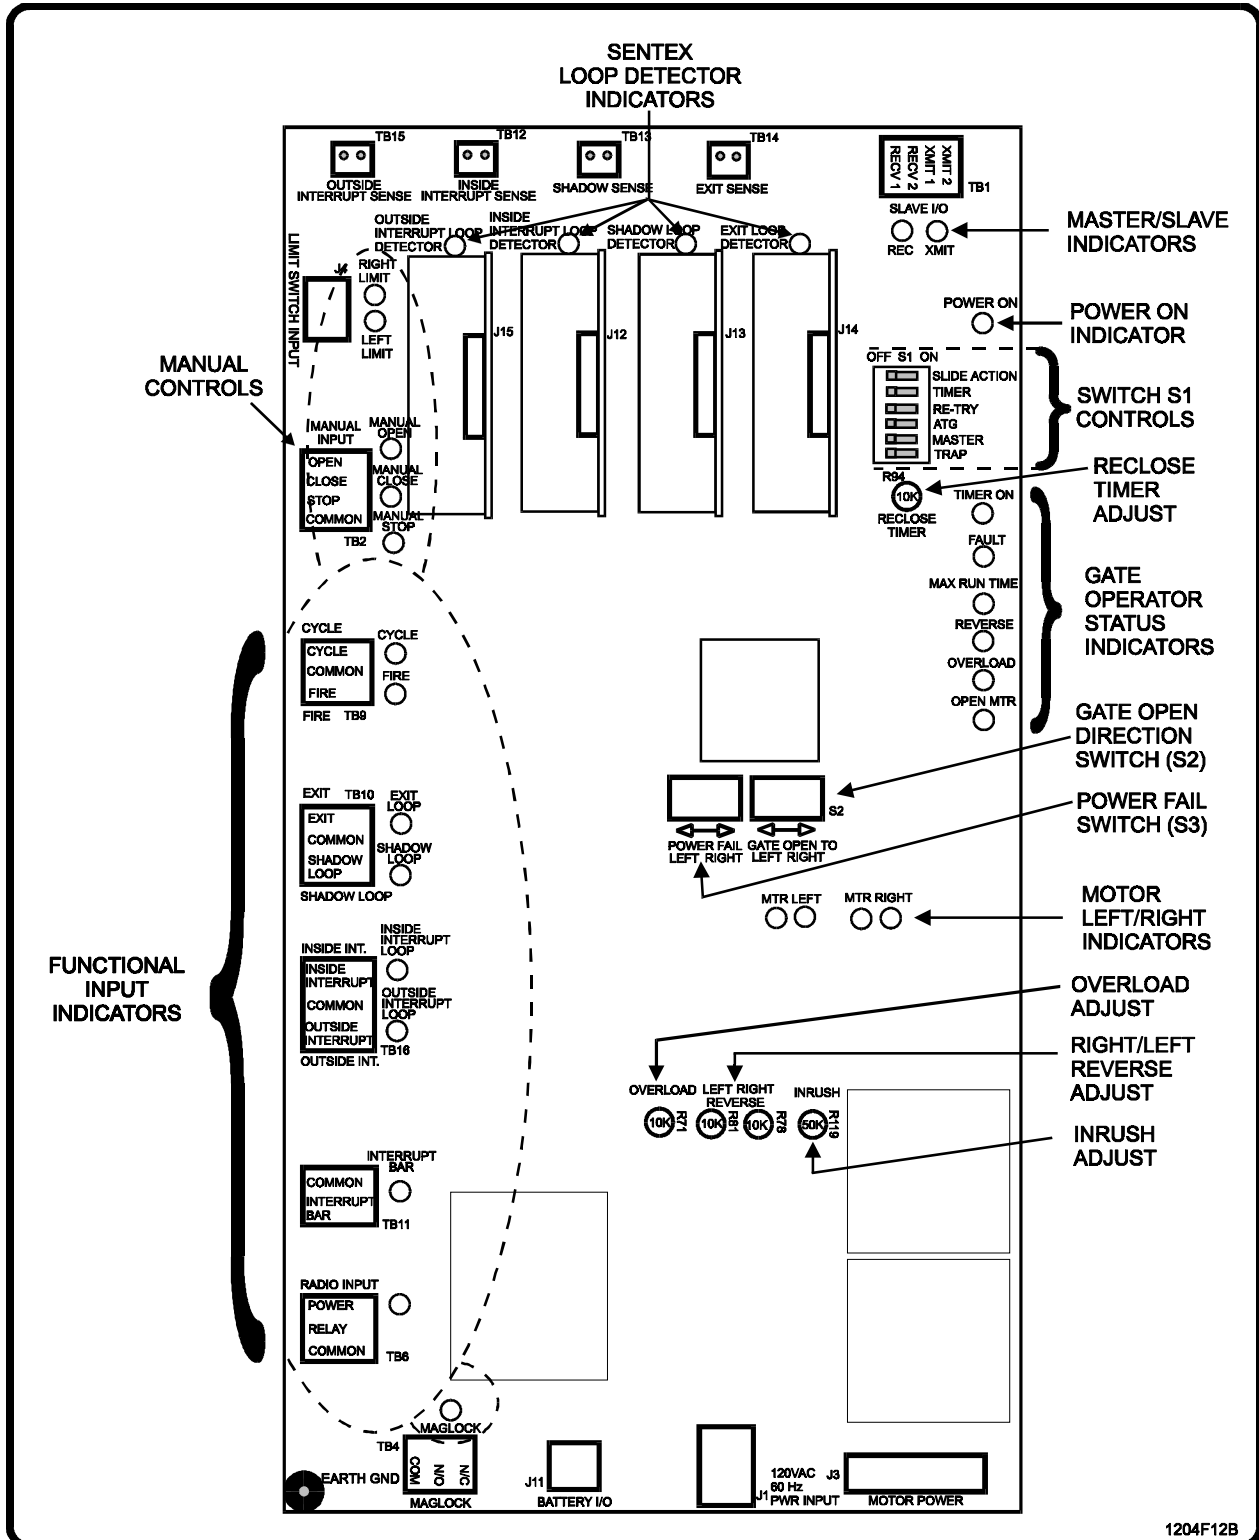 SENTEX
LOOP DETECTOR
INDICATORS
TB15
TB12
TB13
TB14
OUTSIDE
INTERRUPT SENSE
INSIDE
INTERRUPT SENSE
SHADOW SENSE
EXIT SENSE
RECV 1
RECV 2
XMIT 1
XMIT 2
TB1
SLAVE I/O
REC XMIT
MASTER/SLAVE
INDICATORS
OUTSIDE
INTERRUPT LOOP
DETECTOR
INSIDE
INTERRUPT LOOP
DETECTOR
SHADOW LOOP
DETECTOR
EXIT LOOP
DETECTOR
LIMIT SWITCH INPUT
J4
RIGHT
LIMIT
LEFT
LIMIT
J15
J12
J13
J14
POWER ON
POWER ON
INDICATOR
OFF S1 ON
SLIDE ACTION
TIMER
RE-TRY
ATG
MASTER
TRAP
SWITCH S1
CONTROLS
MANUAL
CONTROLS
MANUAL
INPUT
OPEN
CLOSE
STOP
COMMON
TB2
MANUAL
OPEN
MANUAL
CLOSE
MANUAL
STOP
R94
10K
RECLOSE
TIMER
RECLOSE
TIMER
ADJUST
TIMER ON
FAULT
MAX RUN TIME
REVERSE
OVERLOAD
OPEN MTR
GATE
OPERATOR
STATUS
INDICATORS
CYCLE
CYCLE
COMMON
FIRE
FIRE TB9
CYCLE
FIRE
GATE OPEN
DIRECTION
SWITCH (S2)
S2
POWER FAIL
LEFT RIGHT
GATE OPEN TO
LEFT RIGHT
POWER FAIL
SWITCH (S3)
EXIT TB10
EXIT
COMMON
SHADOW
LOOP
SHADOW LOOP
EXIT
LOOP
SHADOW
LOOP
MTR LEFT
MTR RIGHT
MOTOR
LEFT/RIGHT
INDICATORS
FUNCTIONAL
INPUT
INDICATORS
INSIDE INT.
INSIDE
INTERRUPT
COMMON
OUTSIDE
INTERRUPT
TB16
OUTSIDE INT.
INSIDE
INTERRUPT
LOOP
OUTSIDE
INTERRUPT
LOOP
OVERLOAD
ADJUST
RIGHT/LEFT
REVERSE
ADJUST
OVERLOAD
LEFT RIGHT
REVERSE
INRUSH
10K
R71
10K
R81
10K
R78
50K
R119
INRUSH
ADJUST
INTERRUPT
BAR
COMMON
INTERRUPT
BAR
TB11
RADIO INPUT
POWER
RELAY
COMMON
TB6
MAGLOCK
TB4
COM
N/O
N/C
MAGLOCK
EARTH GND
J11
BATTERY I/O
J1
120VAC
60 Hz
PWR INPUT
J3
MOTOR POWER
1204F12B